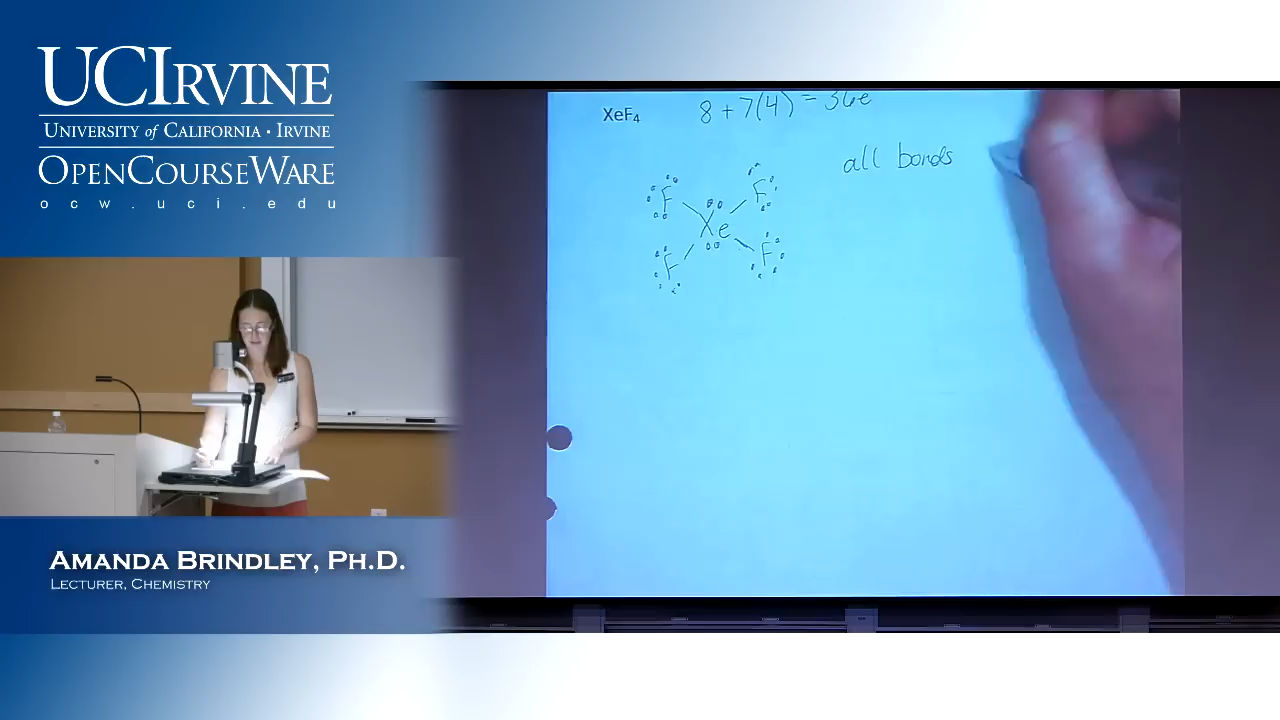 UCIRVINE
UNIVERSITY of CALIFORNIA · IRVINE
OPENCOURSEWARE
ocw.uci.edu
XeF4
8 + 7(4) = 36e
all bonds
F
F
Xe
F
F
AMANDA BRINDLEY, PH.D.
LECTURER, CHEMISTRY